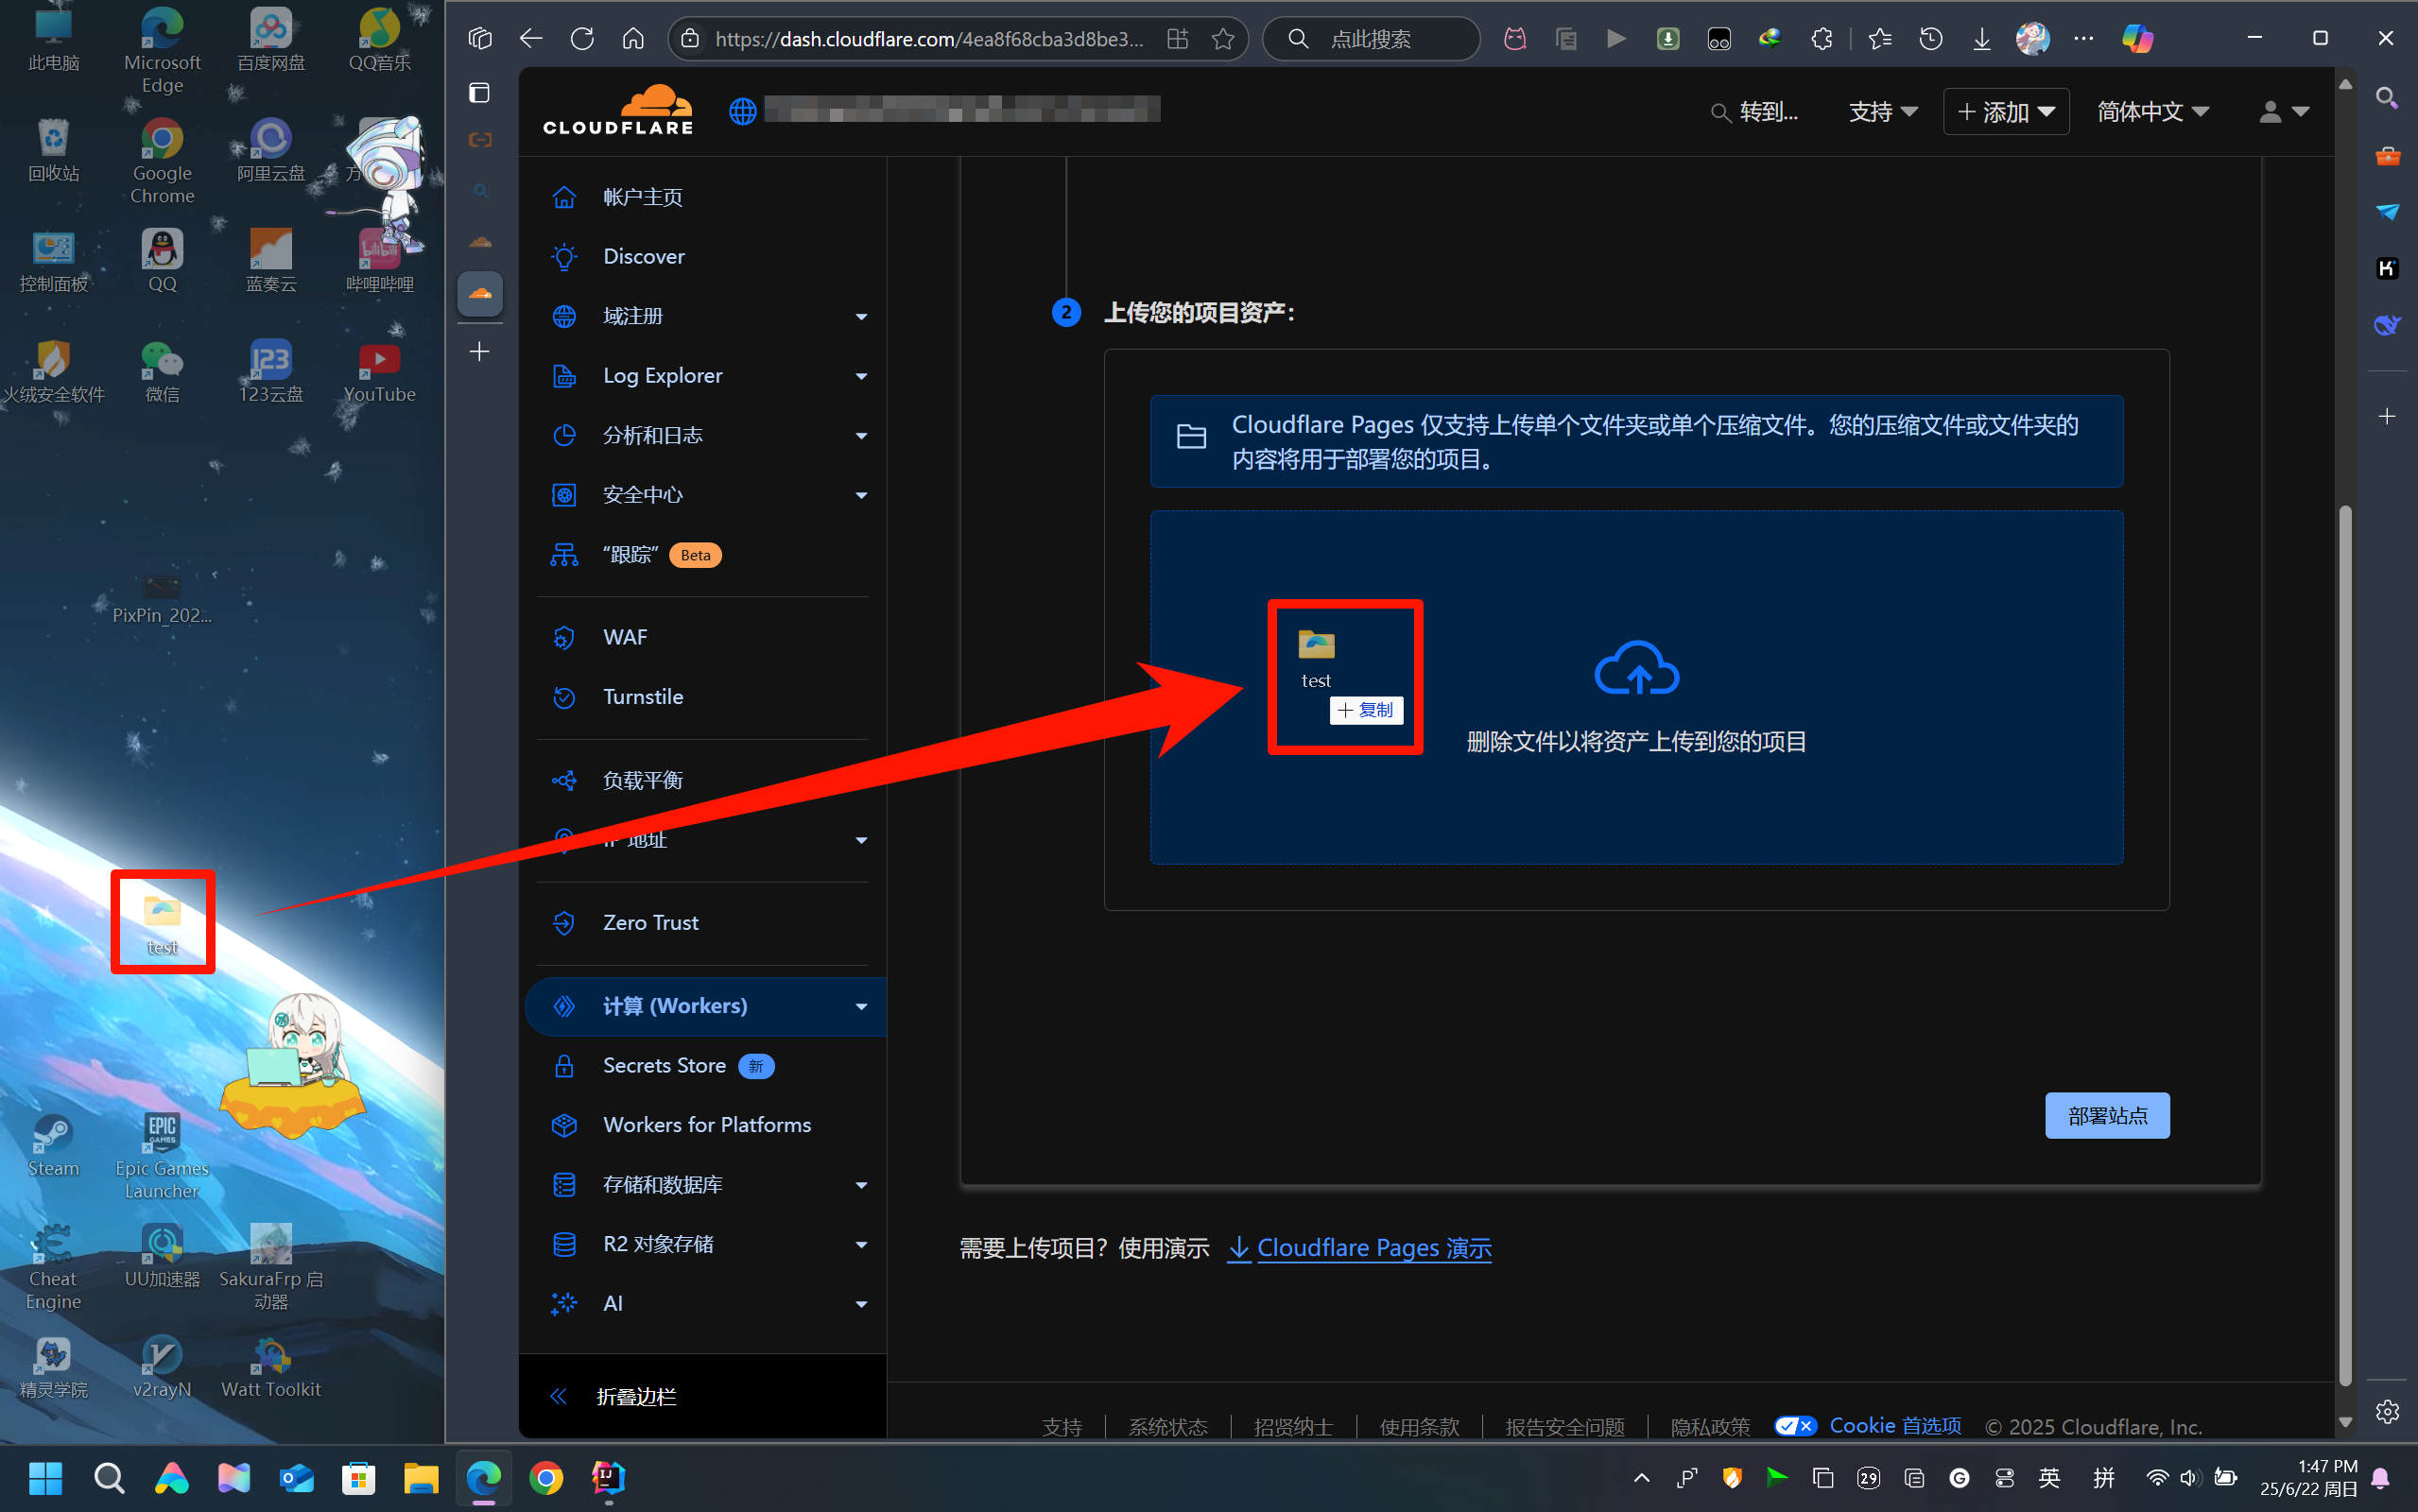 此电脑
Microsoft Edge
百度网盘
QQ音乐
回收站
Google Chrome
阿里云盘
控制面板
QQ
蓝奏云
bilibili
哔哩哔哩
火绒安全软件
微信
123
123云盘
YouTube
PixPin_202...
test
Steam
EPIC GAMES
Epic Games Launcher
Cheat Engine
UU加速器
SakuraFrp 启动器
精灵学院
v2rayN
Watt Toolkit
https://dash.cloudflare.com/4ea8f68cba3d8be3...
点此搜索
CLOUDFLARE
转到...
支持
添加
简体中文
帐户主页
Discover
域注册
Log Explorer
分析和日志
安全中心
“跟踪”
Beta
WAF
Turnstile
负载平衡
IP 地址
Zero Trust
计算 (Workers)
Secrets Store
新
Workers for Platforms
存储和数据库
R2 对象存储
AI
折叠边栏
2
上传您的项目资产：
Cloudflare Pages 仅支持上传单个文件夹或单个压缩文件。您的压缩文件或文件夹的
内容将用于部署您的项目。
test
复制
删除文件以将资产上传到您的项目
部署站点
需要上传项目？使用演示
Cloudflare Pages 演示
支持
系统状态
招贤纳士
使用条款
报告安全问题
隐私政策
Cookie 首选项
© 2025 Cloudflare, Inc.
29
英
拼
1:47 PM
25/6/22 周日